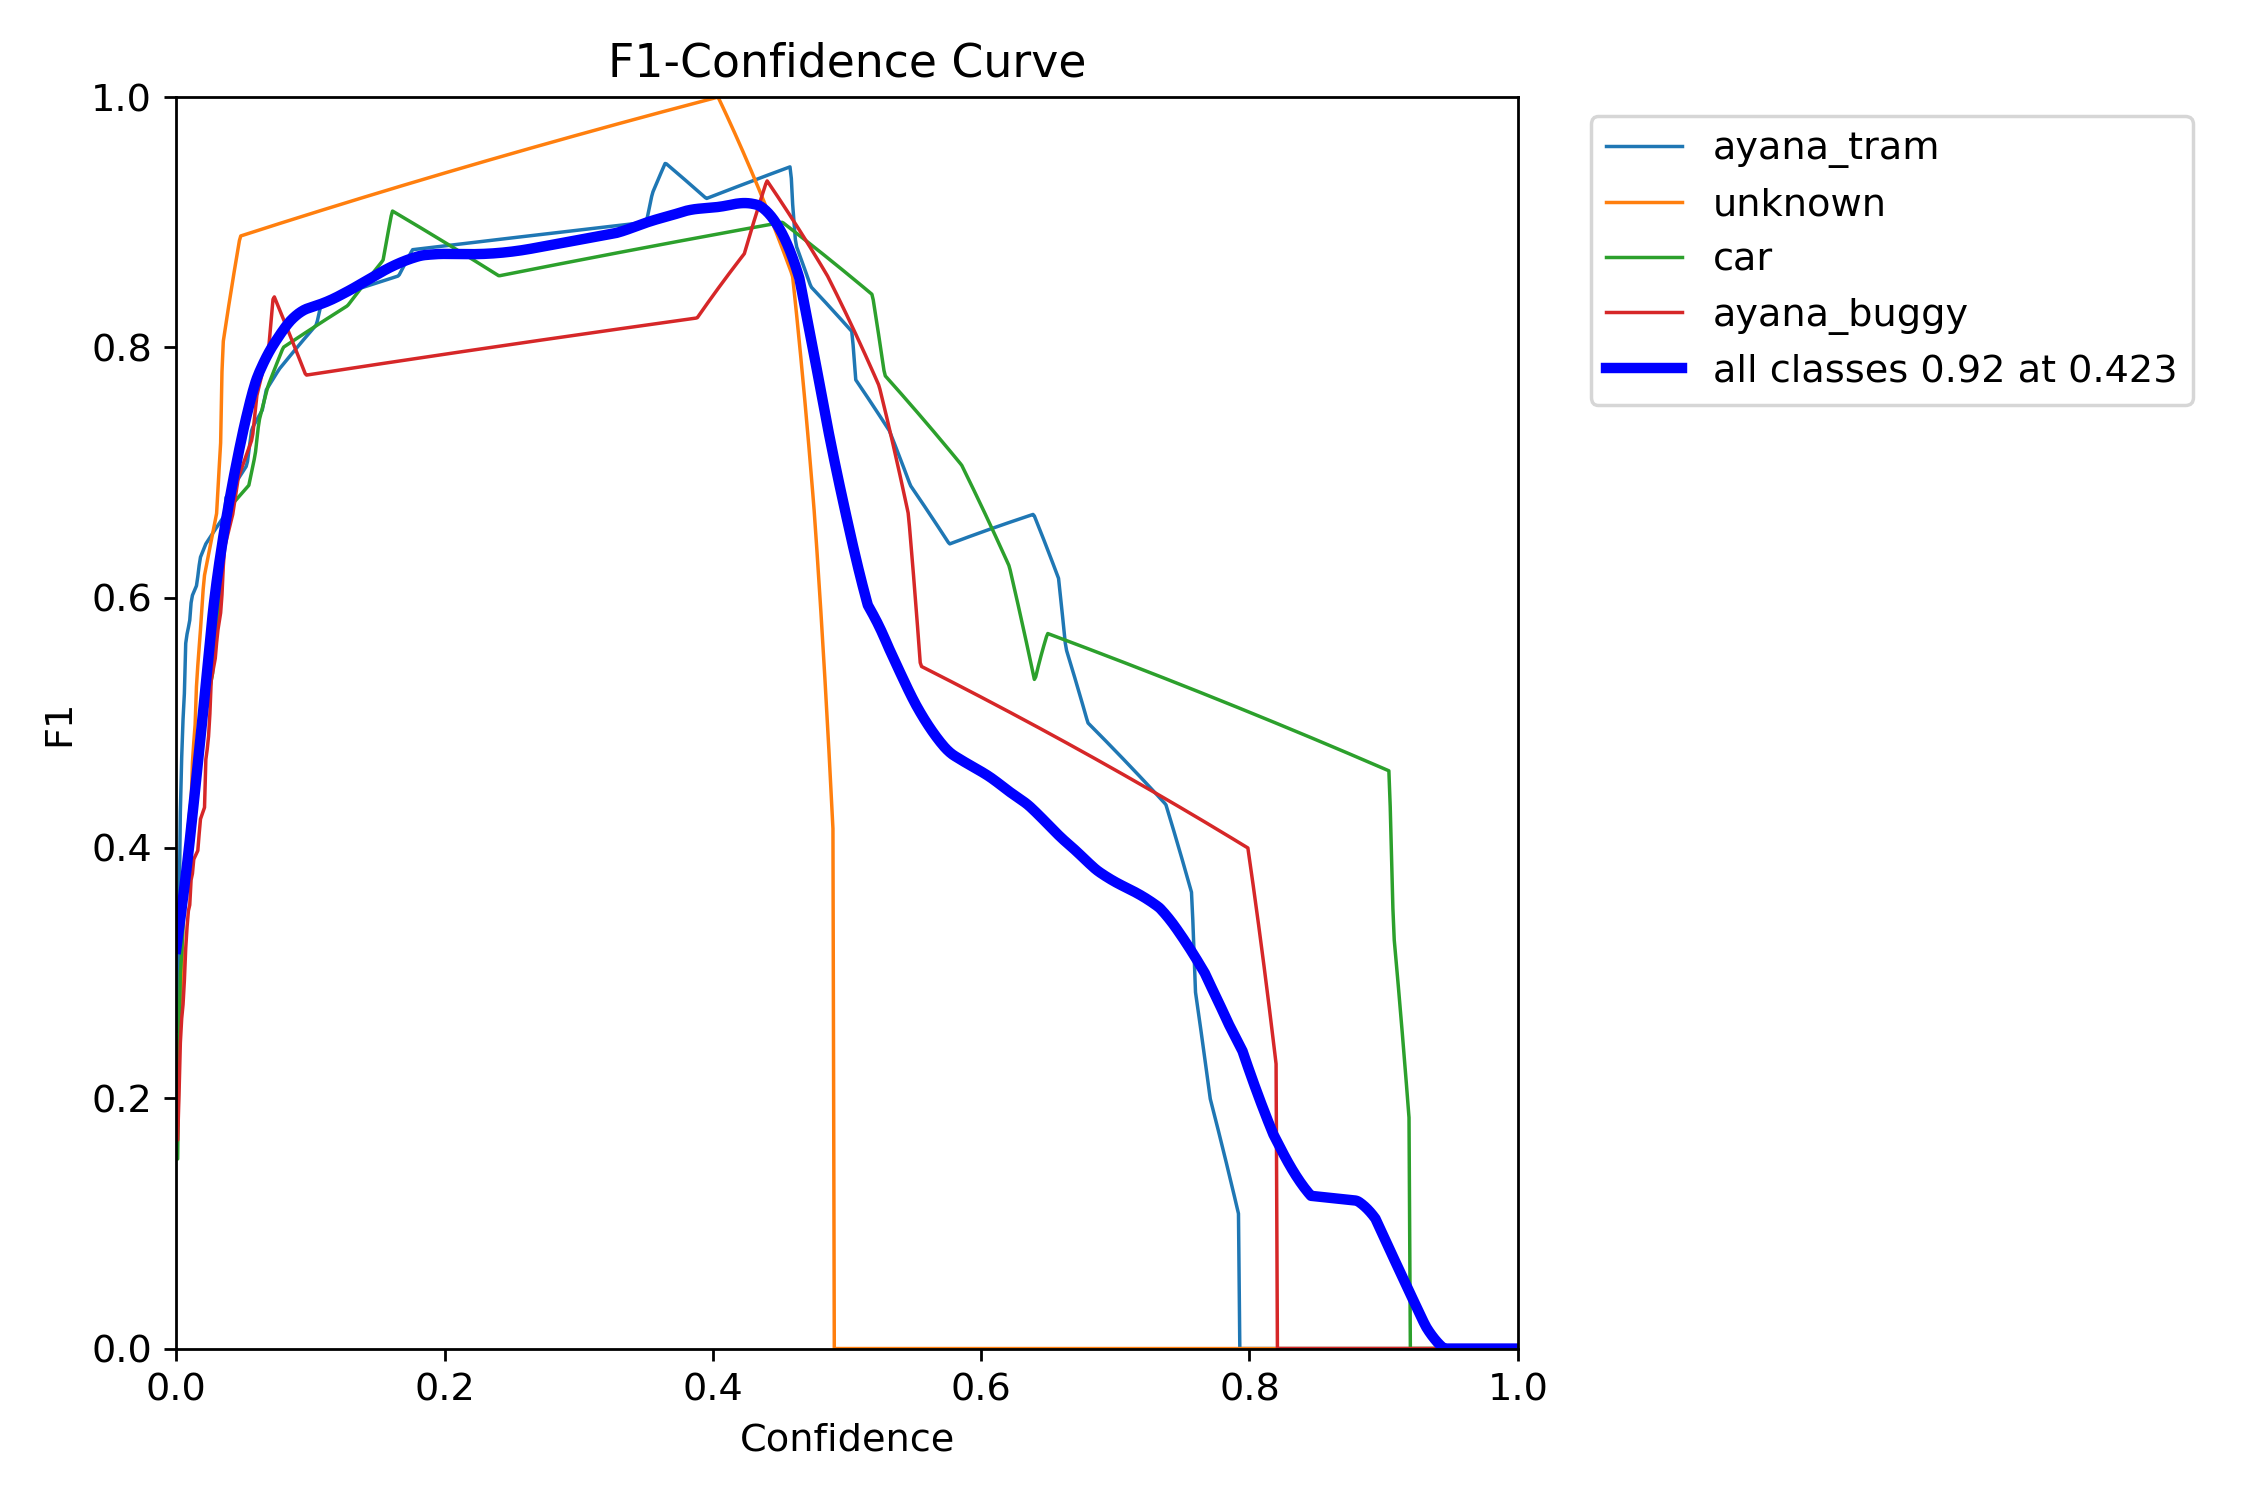 F1-Confidence Curve
1.0
0.8
0.6
0.4
0.2
0.0
F1
0.0 0.2 0.4 0.6 0.8 1.0
Confidence
ayana_tram
unknown
car
ayana_buggy
all classes 0.92 at 0.423